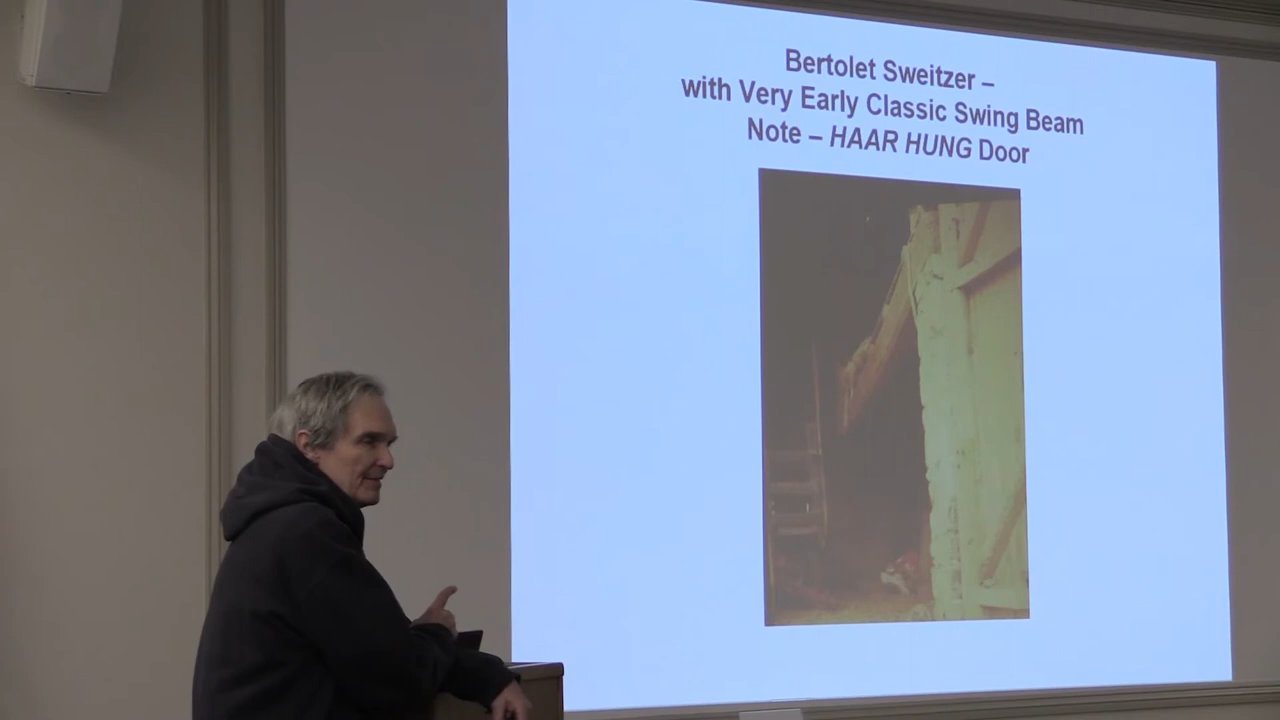 Bertolet Sweitzer –
with Very Early Classic Swing Beam
Note – HAAR HUNG Door